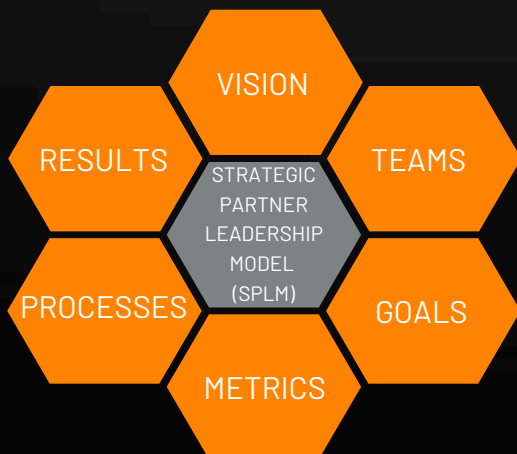 VISION
RESULTS
TEAMS
STRATEGIC
PARTNER
LEADERSHIP
MODEL
(SPLM)
PROCESSES
GOALS
METRICS